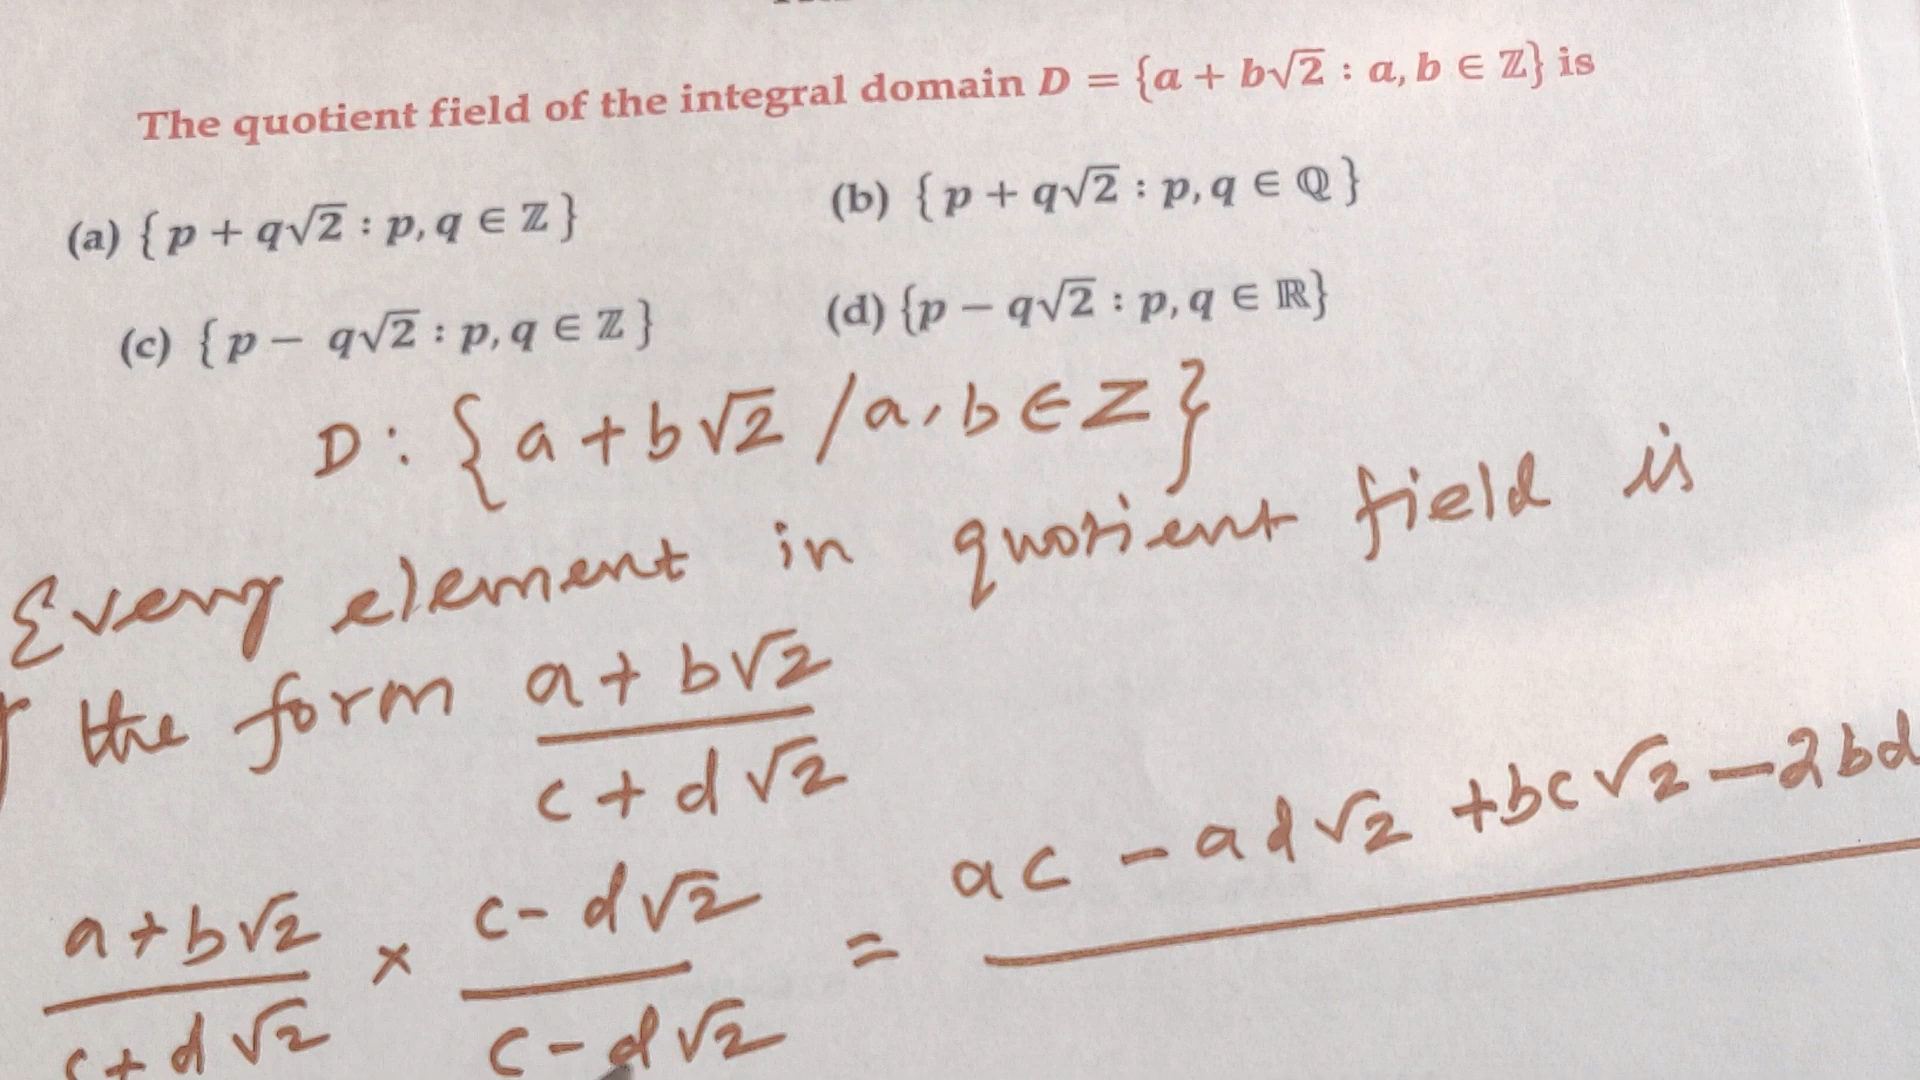 The quotient field of the integral domain D = {a + b√2 : a, b ∈ ℤ} is
(a) { p + q√2 : p, q ∈ ℤ } (b) { p + q√2 : p, q ∈ ℚ }
(c) { p − q√2 : p, q ∈ ℤ } (d) {p − q√2 : p, q ∈ ℝ}
D : { a + b√2 / a, b ∈ Z }
Every element in quotient field is
the form a + b√2
c + d√2
a + b√2 × c - d√2 = ac - ad√2 + bc√2 - 2bd
c + d√2 c - d√2